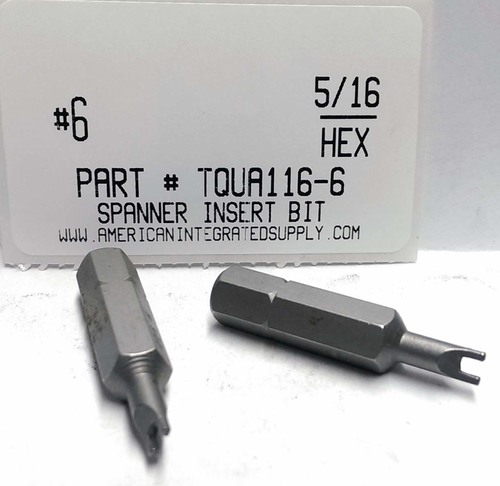 #6
5/16
HEX
PART # TQUA116-6
SPANNER INSERT BIT
WWW.AMERICANINTEGRATEDSUPPLY.COM